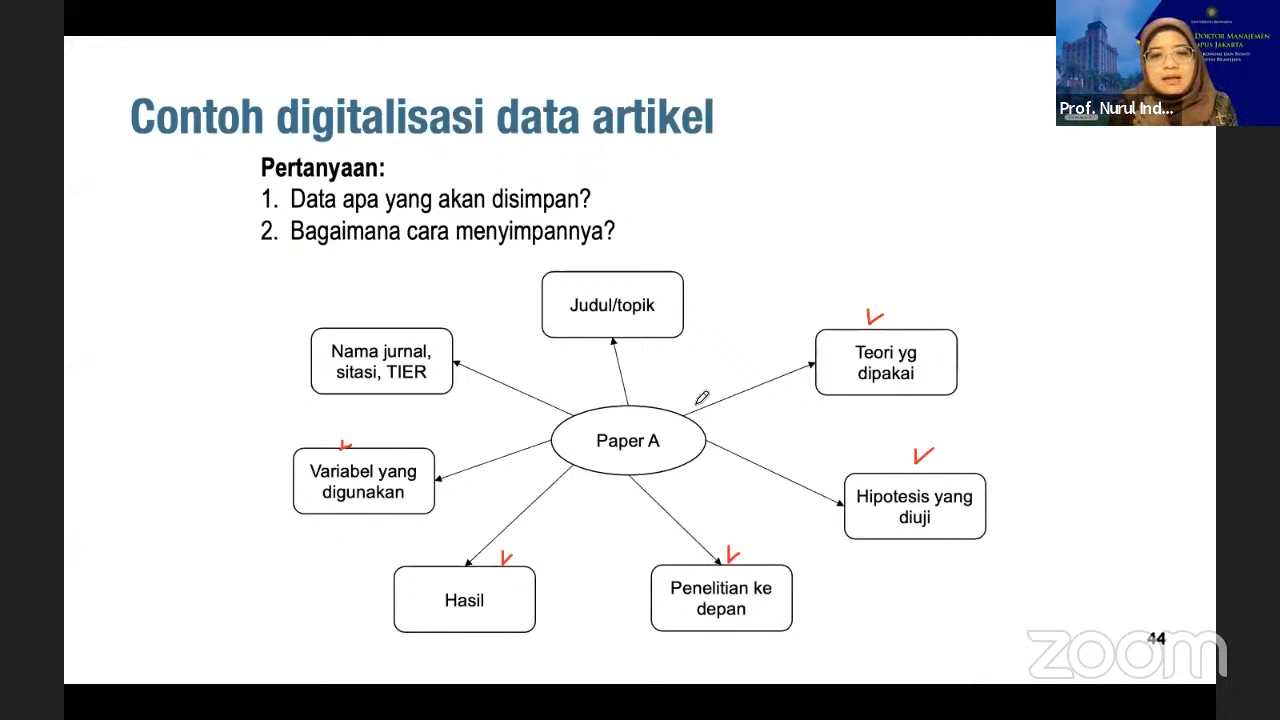 UNIVERSITAS BRAWIJAYA
DOKTOR MANAJEMEN
Contoh digitalisasi data artikel
Prof. Nurul Ind...
Pertanyaan:
1. Data apa yang akan disimpan?
2. Bagaimana cara menyimpannya?
Judul/topik
Nama jurnal,
sitasi, TIER
Teori yg
dipakai
Paper A
Variabel yang
digunakan
Hipotesis yang
diuji
Hasil
Penelitian ke
depan
44
zoom